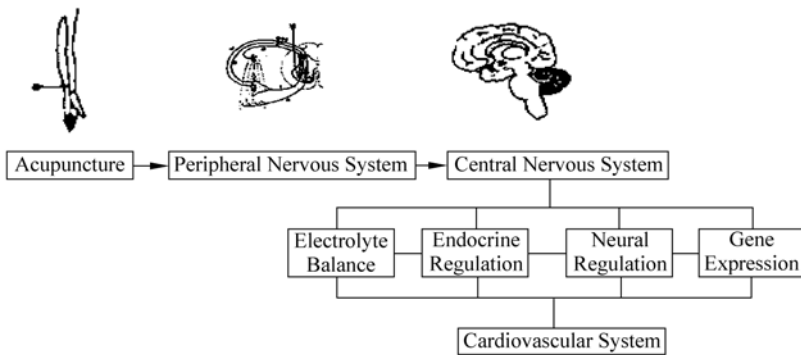 Acupuncture
Peripheral Nervous System
Central Nervous System
Electrolyte
Balance
Endocrine
Regulation
Neural
Regulation
Gene
Expression
Cardiovascular System